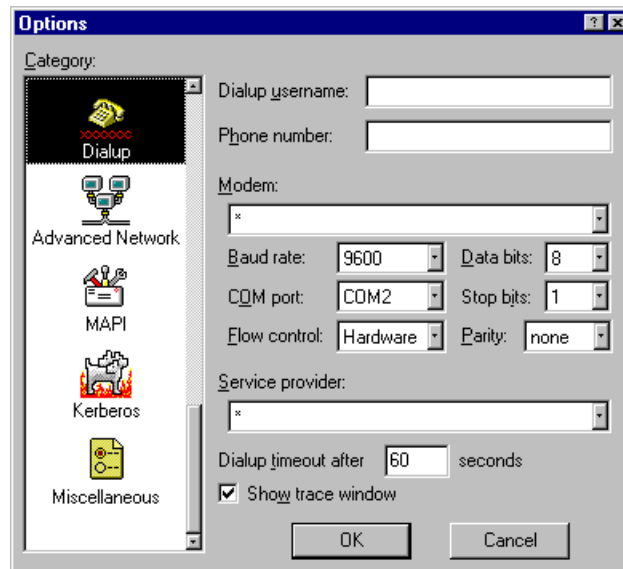 Options
Category:
Dialup
Advanced Network
MAPI
Kerberos
Miscellaneous
Dialup username:
Phone number:
Modem:
*
Baud rate: 9600 Data bits: 8
COM port: COM2 Stop bits: 1
Flow control: Hardware Parity: none
Service provider:
*
Dialup timeout after 60 seconds
Show trace window
OK Cancel